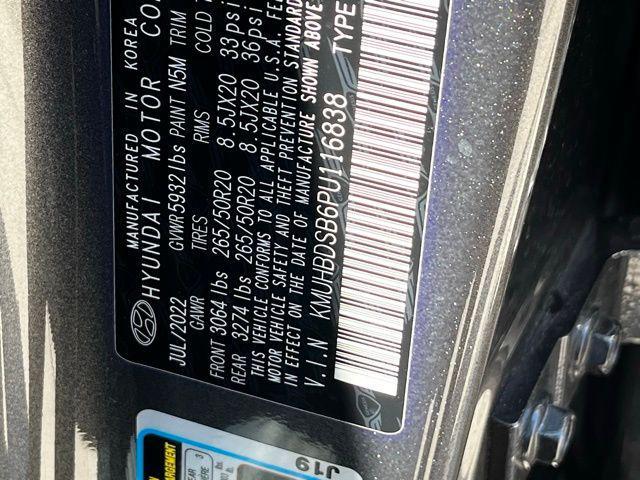 MANUFACTURED IN KOREA
HYUNDAI MOTOR CO
JUL/2022 GVWR 5932 lbs PAINT N5M TRIM
GAWR TIRES RIMS COLD
FRONT 3064 lbs 265/50R20 8.5JX20 33psi
REAR 3274 lbs 265/50R20 8.5JX20 36psi
THIS VEHICLE CONFORMS TO ALL APPLICABLE U.S.A. FE
MOTOR VEHICLE SAFETY AND THEFT PREVENTION STANDARD
IN EFFECT ON THE DATE OF MANUFACTURE SHOWN ABOVE
V.I.N KMUHBDSB6PU116838 TYPE
J19